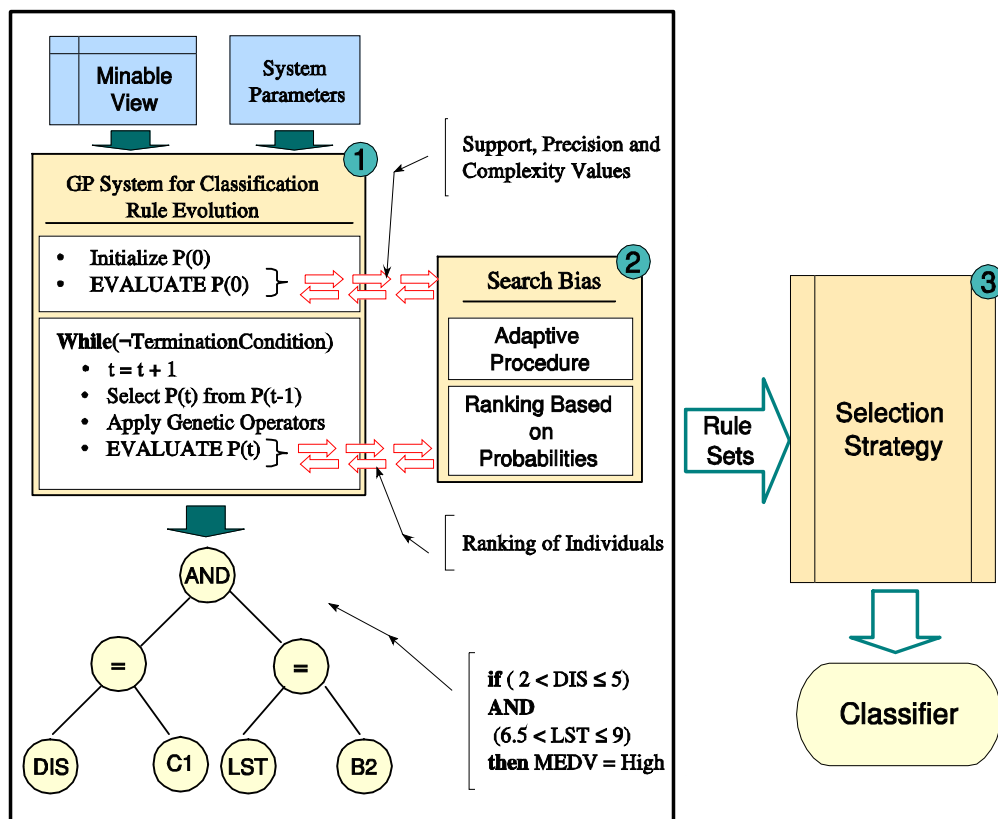 Minable
View
System
Parameters
1
GP System for Classification
Rule Evolution
• Initialize P(0)
• EVALUATE P(0)
While(¬TerminationCondition)
• t = t + 1
• Select P(t) from P(t-1)
• Apply Genetic Operators
• EVALUATE P(t)
Support, Precision and
Complexity Values
2
Search Bias
Adaptive
Procedure
Ranking Based
on
Probabilities
Ranking of Individuals
AND
=
=
DIS
C1
LST
B2
if ( 2 < DIS ≤ 5)
AND
(6.5 < LST ≤ 9)
then MEDV = High
Rule
Sets
3
Selection
Strategy
Classifier